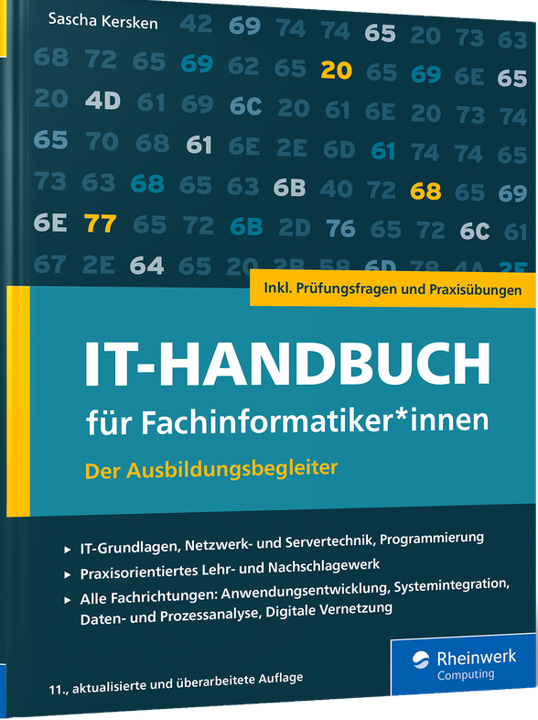 Sascha Kersken 42 69 74 74 65 20 73 63
68 72 65 69 62 65 20 65 69 6E 65
20 4D 61 69 6C 20 61 6E 20 73 74
65 70 68 61 6E 2E 6D 61 74 74 65
73 63 68 65 63 6B 40 72 68 65 69
6E 77 65 72 6B 2D 76 65 72 6C 61
67 2E 64 65 20
Inkl. Prüfungsfragen und Praxisübungen
IT-HANDBUCH
für Fachinformatiker*innen
Der Ausbildungsbegleiter
▸ IT-Grundlagen, Netzwerk- und Servertechnik, Programmierung
▸ Praxisorientiertes Lehr- und Nachschlagewerk
▸ Alle Fachrichtungen: Anwendungsentwicklung, Systemintegration,
Daten- und Prozessanalyse, Digitale Vernetzung
11., aktualisierte und überarbeitete Auflage
Rheinwerk
Computing